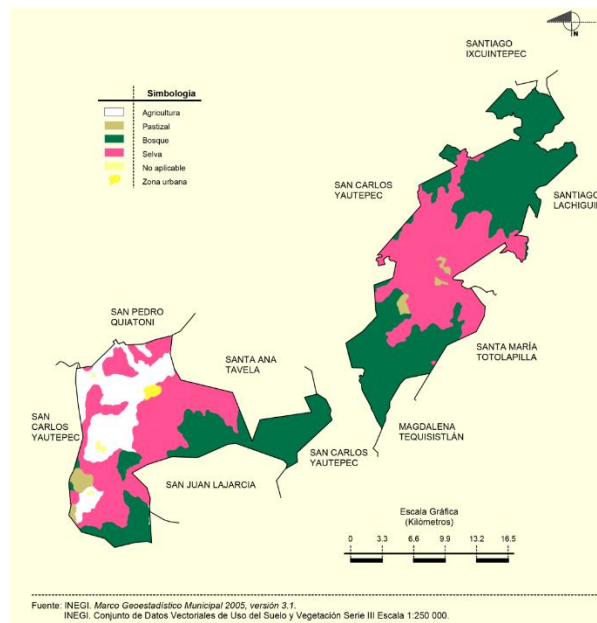 N
SANTIAGO
IXCUINTEPEC
Simbología
Agricultura
Pastizal
Bosque
Selva
No aplicable
Zona urbana
SAN CARLOS
YAUTEPEC
SANTIAGO
LACHIGUIRI
SAN PEDRO
QUIATONI
SANTA ANA
TAVELA
SANTA MARÍA
TOTOLAPILLA
SAN
CARLOS
YAUTEPEC
MAGDALENA
TEQUISISTLÁN
SAN CARLOS
YAUTEPEC
SAN JUAN LAJARCIA
Escala Gráfica
(Kilómetros)
0 3.3 6.6 9.9 13.2 16.5
Fuente: INEGI. Marco Geoestadístico Municipal 2005, versión 3.1.
INEGI. Conjunto de Datos Vectoriales de Uso del Suelo y Vegetación Serie III Escala 1:250 000.